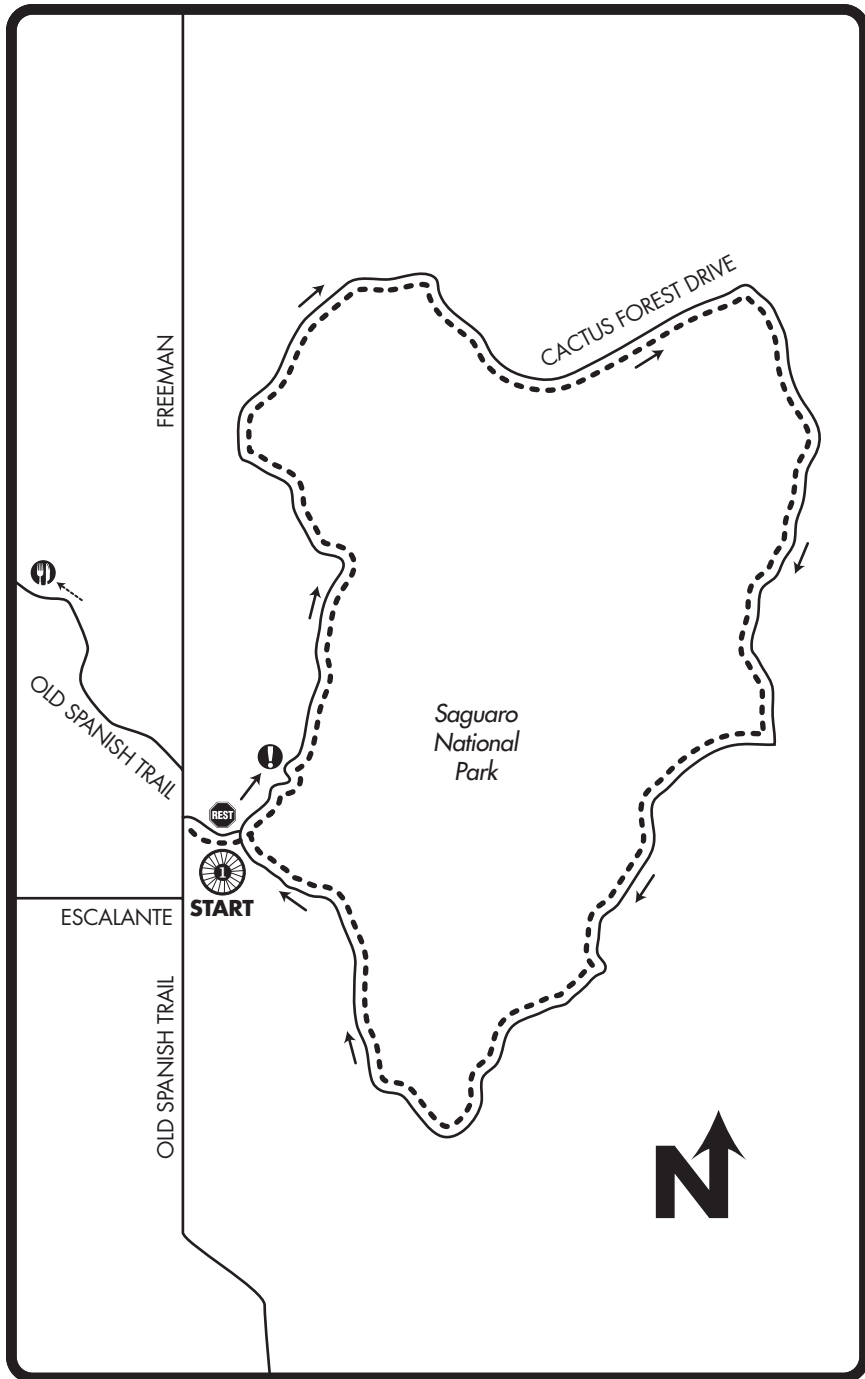 CACTUS FOREST DRIVE
FREEMAN
OLD SPANISH TRAIL
Saguaro
National
Park
!
REST
1
START
ESCALANTE
OLD SPANISH TRAIL
N